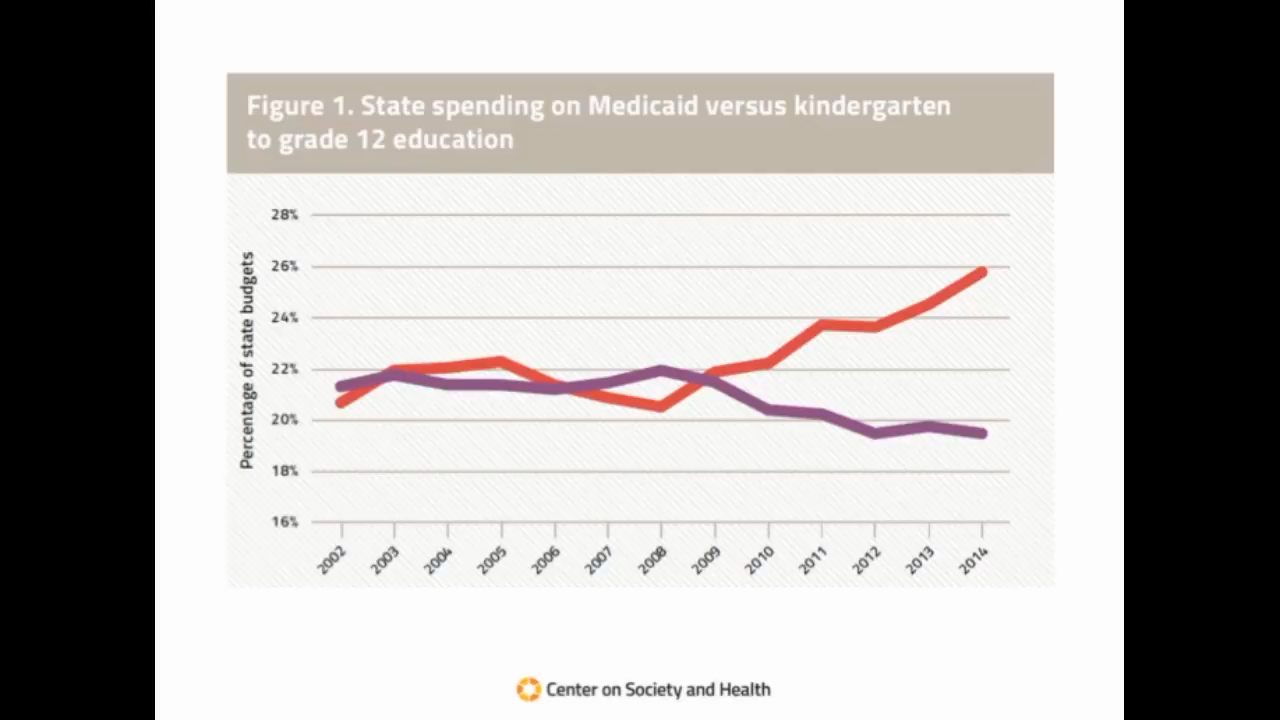 Figure 1. State spending on Medicaid versus kindergarten
to grade 12 education
Percentage of state budgets
28%
26%
24%
22%
20%
18%
16%
2002 2003 2004 2005 2006 2007 2008 2009 2010 2011 2012 2013 2014
Center on Society and Health